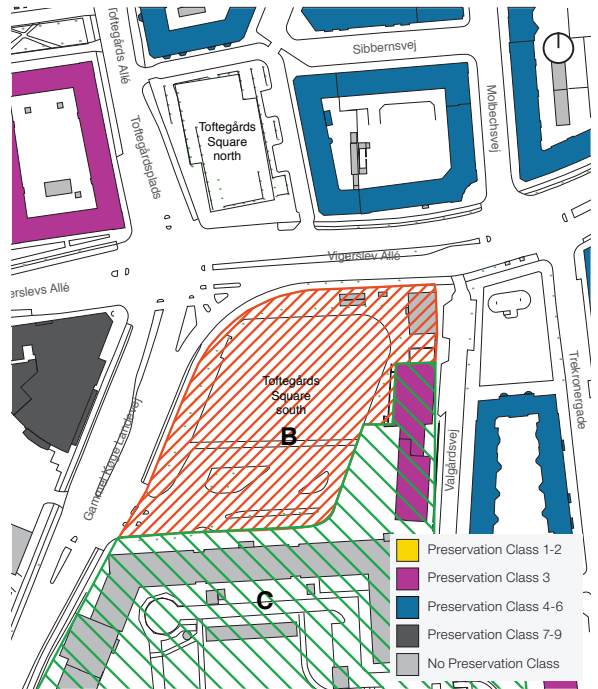 Toftegårds Allé
Sibbernsvej
Molbechsvej
Toftegårdsplads
Toftegårds
Square
north
Vigerslev Allé
erslevs Allé
Toftegårds
Square
south
B
Trekronergade
Gammel Køge Landevej
Valgårdsvej
C
Preservation Class 1-2
Preservation Class 3
Preservation Class 4-6
Preservation Class 7-9
No Preservation Class